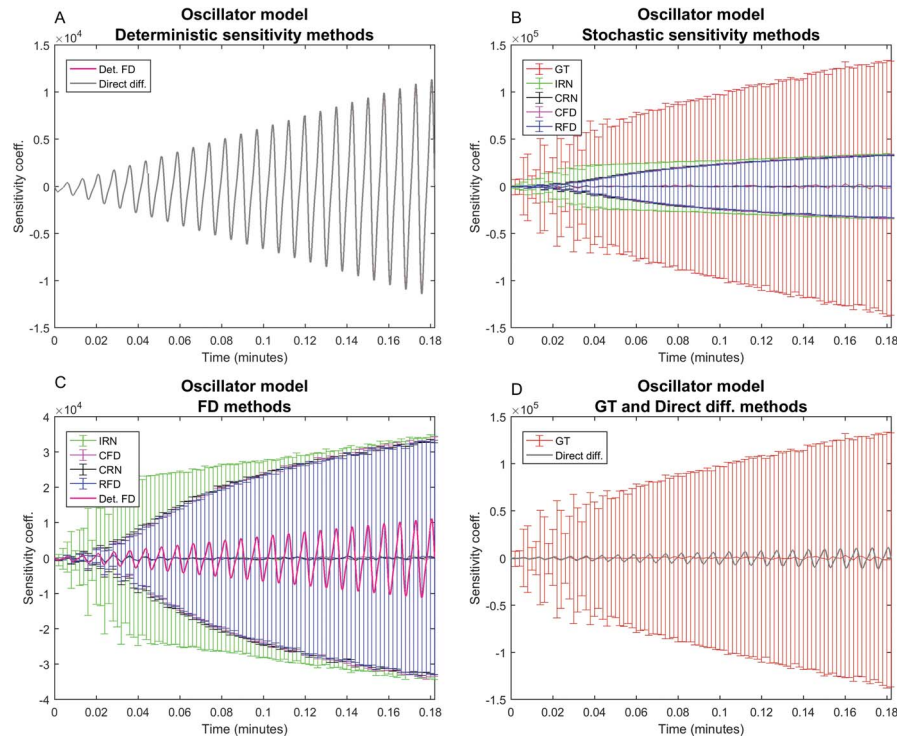 A
Oscillator model
Deterministic sensitivity methods
×10⁴
1.5
1
0.5
0
-0.5
-1
-1.5
Sensitivity coeff.
Det. FD
Direct diff.
0 0.02 0.04 0.06 0.08 0.1 0.12 0.14 0.16 0.18
Time (minutes)
B
Oscillator model
Stochastic sensitivity methods
×10⁵
1.5
1
0.5
0
-0.5
-1
-1.5
Sensitivity coeff.
GT
IRN
CRN
CFD
RFD
0 0.02 0.04 0.06 0.08 0.1 0.12 0.14 0.16 0.18
Time (minutes)
C
Oscillator model
FD methods
×10⁴
4
3
2
1
0
-1
-2
-3
-4
Sensitivity coeff.
IRN
CFD
CRN
RFD
Det. FD
0 0.02 0.04 0.06 0.08 0.1 0.12 0.14 0.16 0.18
Time (minutes)
D
Oscillator model
GT and Direct diff. methods
×10⁵
1.5
1
0.5
0
-0.5
-1
-1.5
Sensitivity coeff.
GT
Direct diff.
0 0.02 0.04 0.06 0.08 0.1 0.12 0.14 0.16 0.18
Time (minutes)